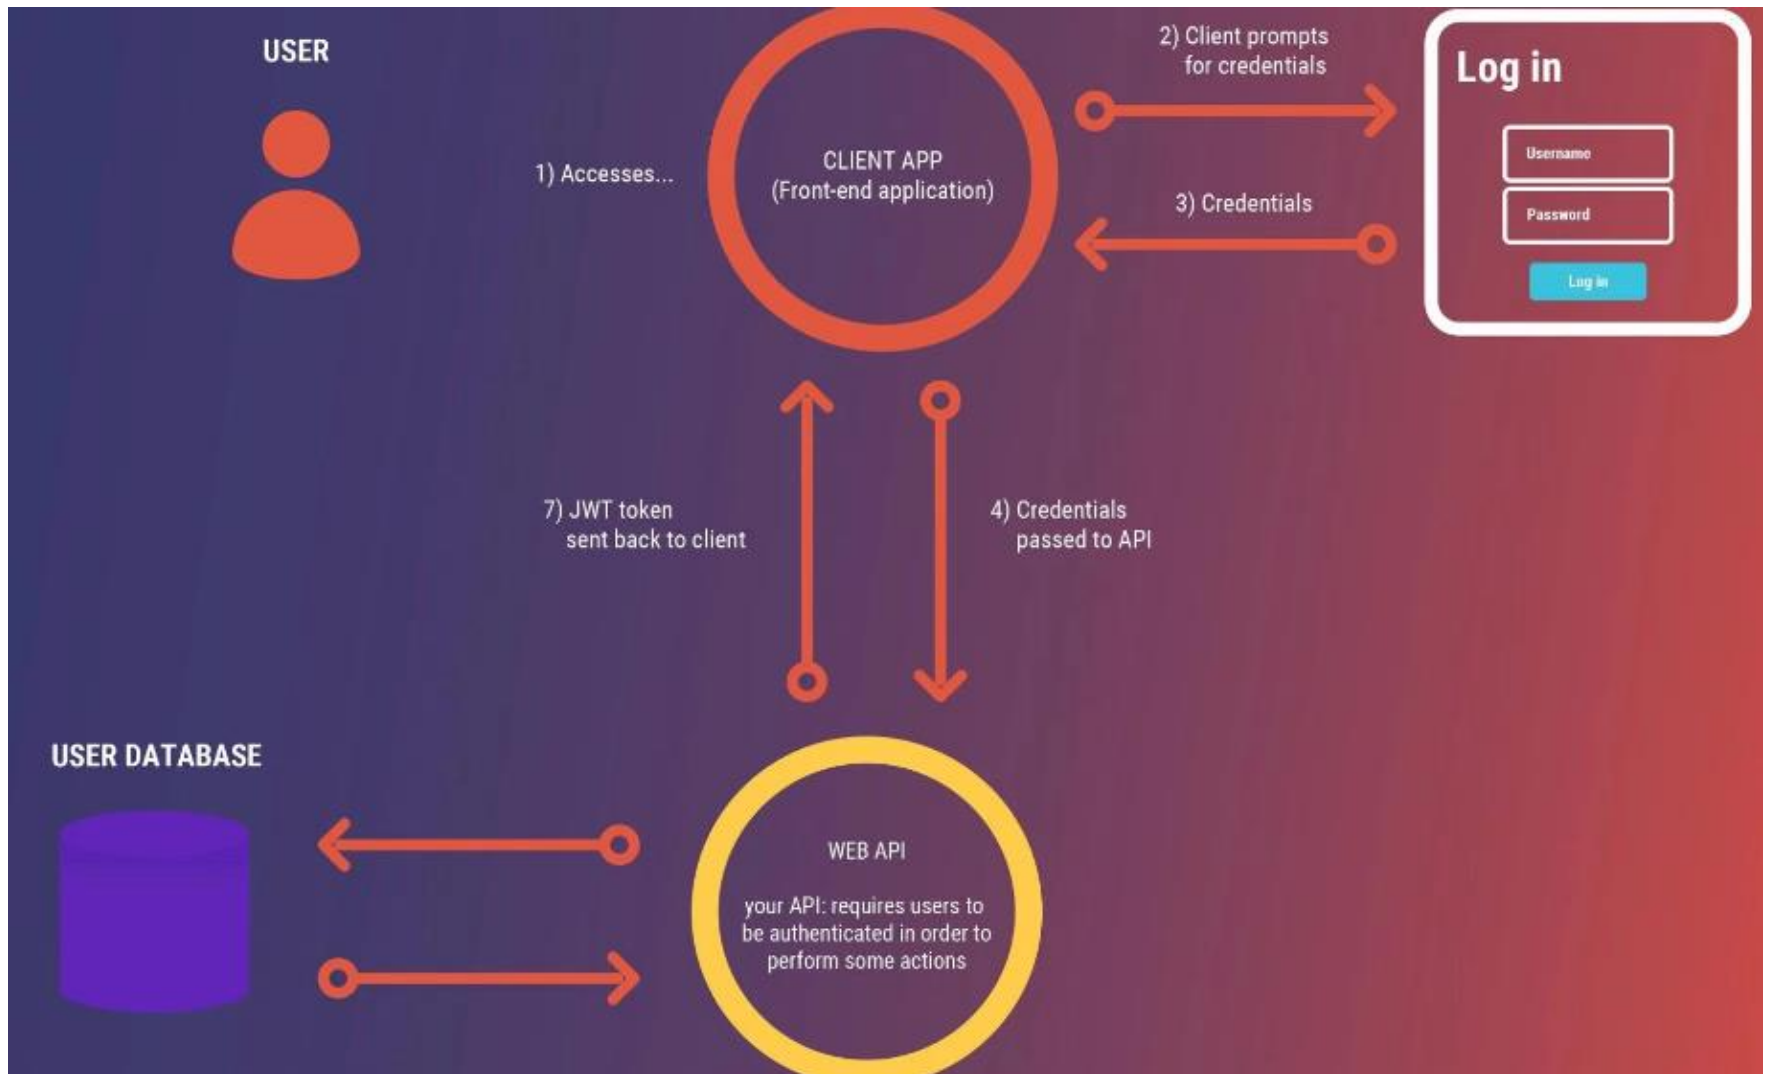 USER
1) Accesses...
CLIENT APP
(Front-end application)
2) Client prompts
for credentials
3) Credentials
Log in
Username
Password
Log in
7) JWT token
sent back to client
4) Credentials
passed to API
USER DATABASE
WEB API
your API: requires users to
be authenticated in order to
perform some actions